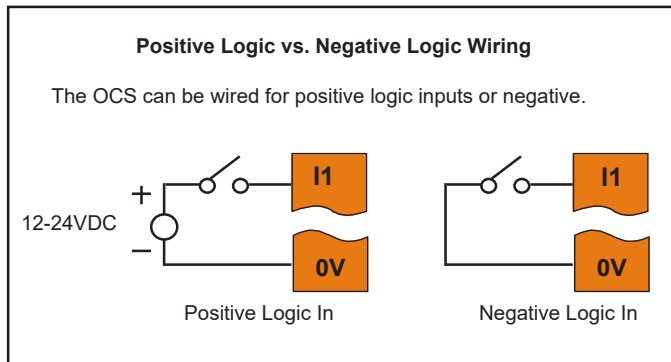 Positive Logic vs. Negative Logic Wiring
The OCS can be wired for positive logic inputs or negative.
I1
I1
+
12-24VDC
–
0V
0V
Positive Logic In
Negative Logic In